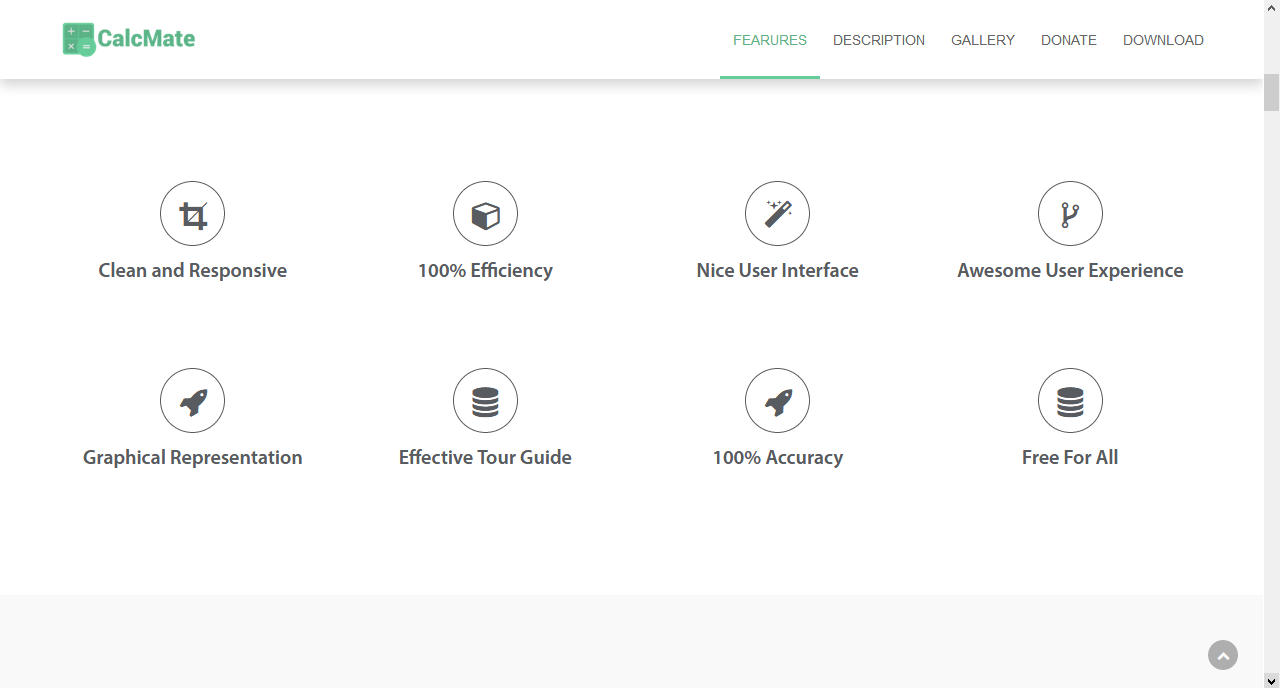 CalcMate
FEARURES DESCRIPTION GALLERY DONATE DOWNLOAD
Clean and Responsive
100% Efficiency
Nice User Interface
Awesome User Experience
Graphical Representation
Effective Tour Guide
100% Accuracy
Free For All